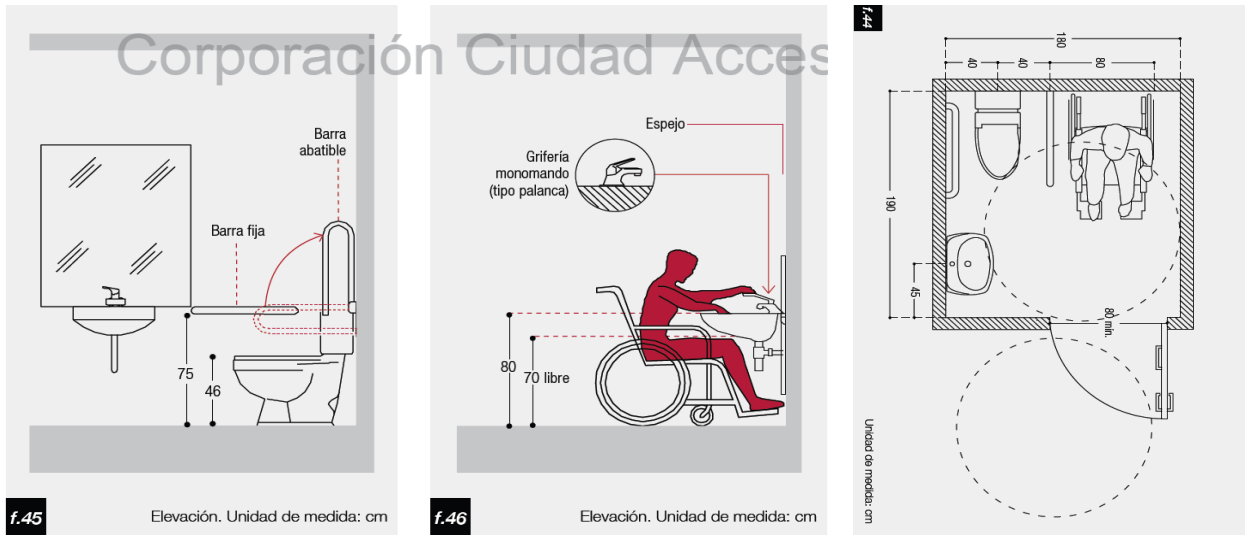 Corporación Ciudad Acces
Barra
abatible
Barra fija
75
46
f.45
Elevación. Unidad de medida: cm
Espejo
Grifería
monomando
(tipo palanca)
80
70 libre
f.46
Elevación. Unidad de medida: cm
f.44
180
40
40
80
190
45
80 min.
Unidad de medida: cm